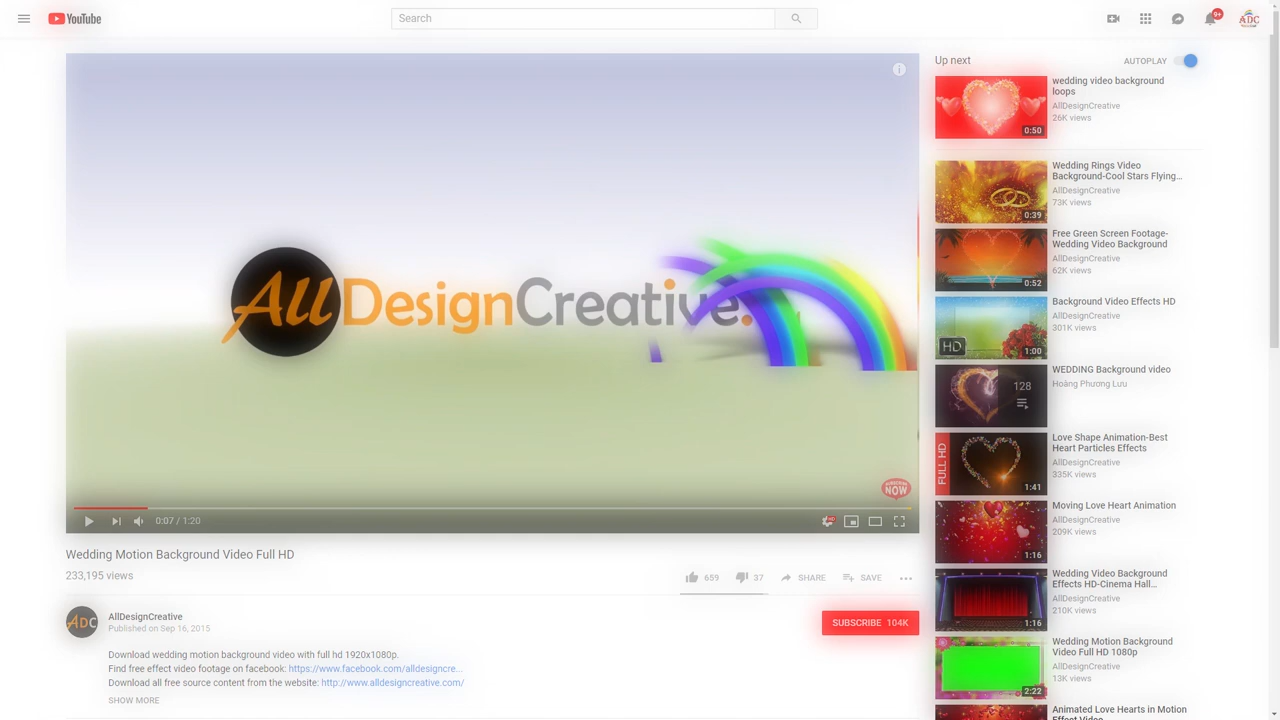 YouTube
Search
9+
ADC
AllDesignCreative.
SUBSCRIBE
NOW
0:07 / 1:20
HD
Wedding Motion Background Video Full HD
233,195 views
659
37
SHARE
SAVE
ADC
AllDesignCreative
Published on Sep 16, 2015
SUBSCRIBE 104K
Download wedding motion background video with full hd 1920x1080p.
Find free effect video footage on facebook: https://www.facebook.com/alldesigncre...
Download all free source content from the website: http://www.alldesigncreative.com/
SHOW MORE
Up next
AUTOPLAY
0:50
wedding video background
loops
AllDesignCreative
26K views
0:39
Wedding Rings Video
Background-Cool Stars Flying...
AllDesignCreative
73K views
0:52
Free Green Screen Footage-
Wedding Video Background
AllDesignCreative
62K views
HD
1:00
Background Video Effects HD
AllDesignCreative
301K views
128
WEDDING Background video
Hoàng Phương Lưu
FULL HD
1:41
Love Shape Animation-Best
Heart Particles Effects
AllDesignCreative
335K views
1:16
Moving Love Heart Animation
AllDesignCreative
209K views
1:16
Wedding Video Background
Effects HD-Cinema Hall...
AllDesignCreative
210K views
2:22
Wedding Motion Background
Video Full HD 1080p
AllDesignCreative
13K views
Animated Love Hearts in Motion
Effect Video